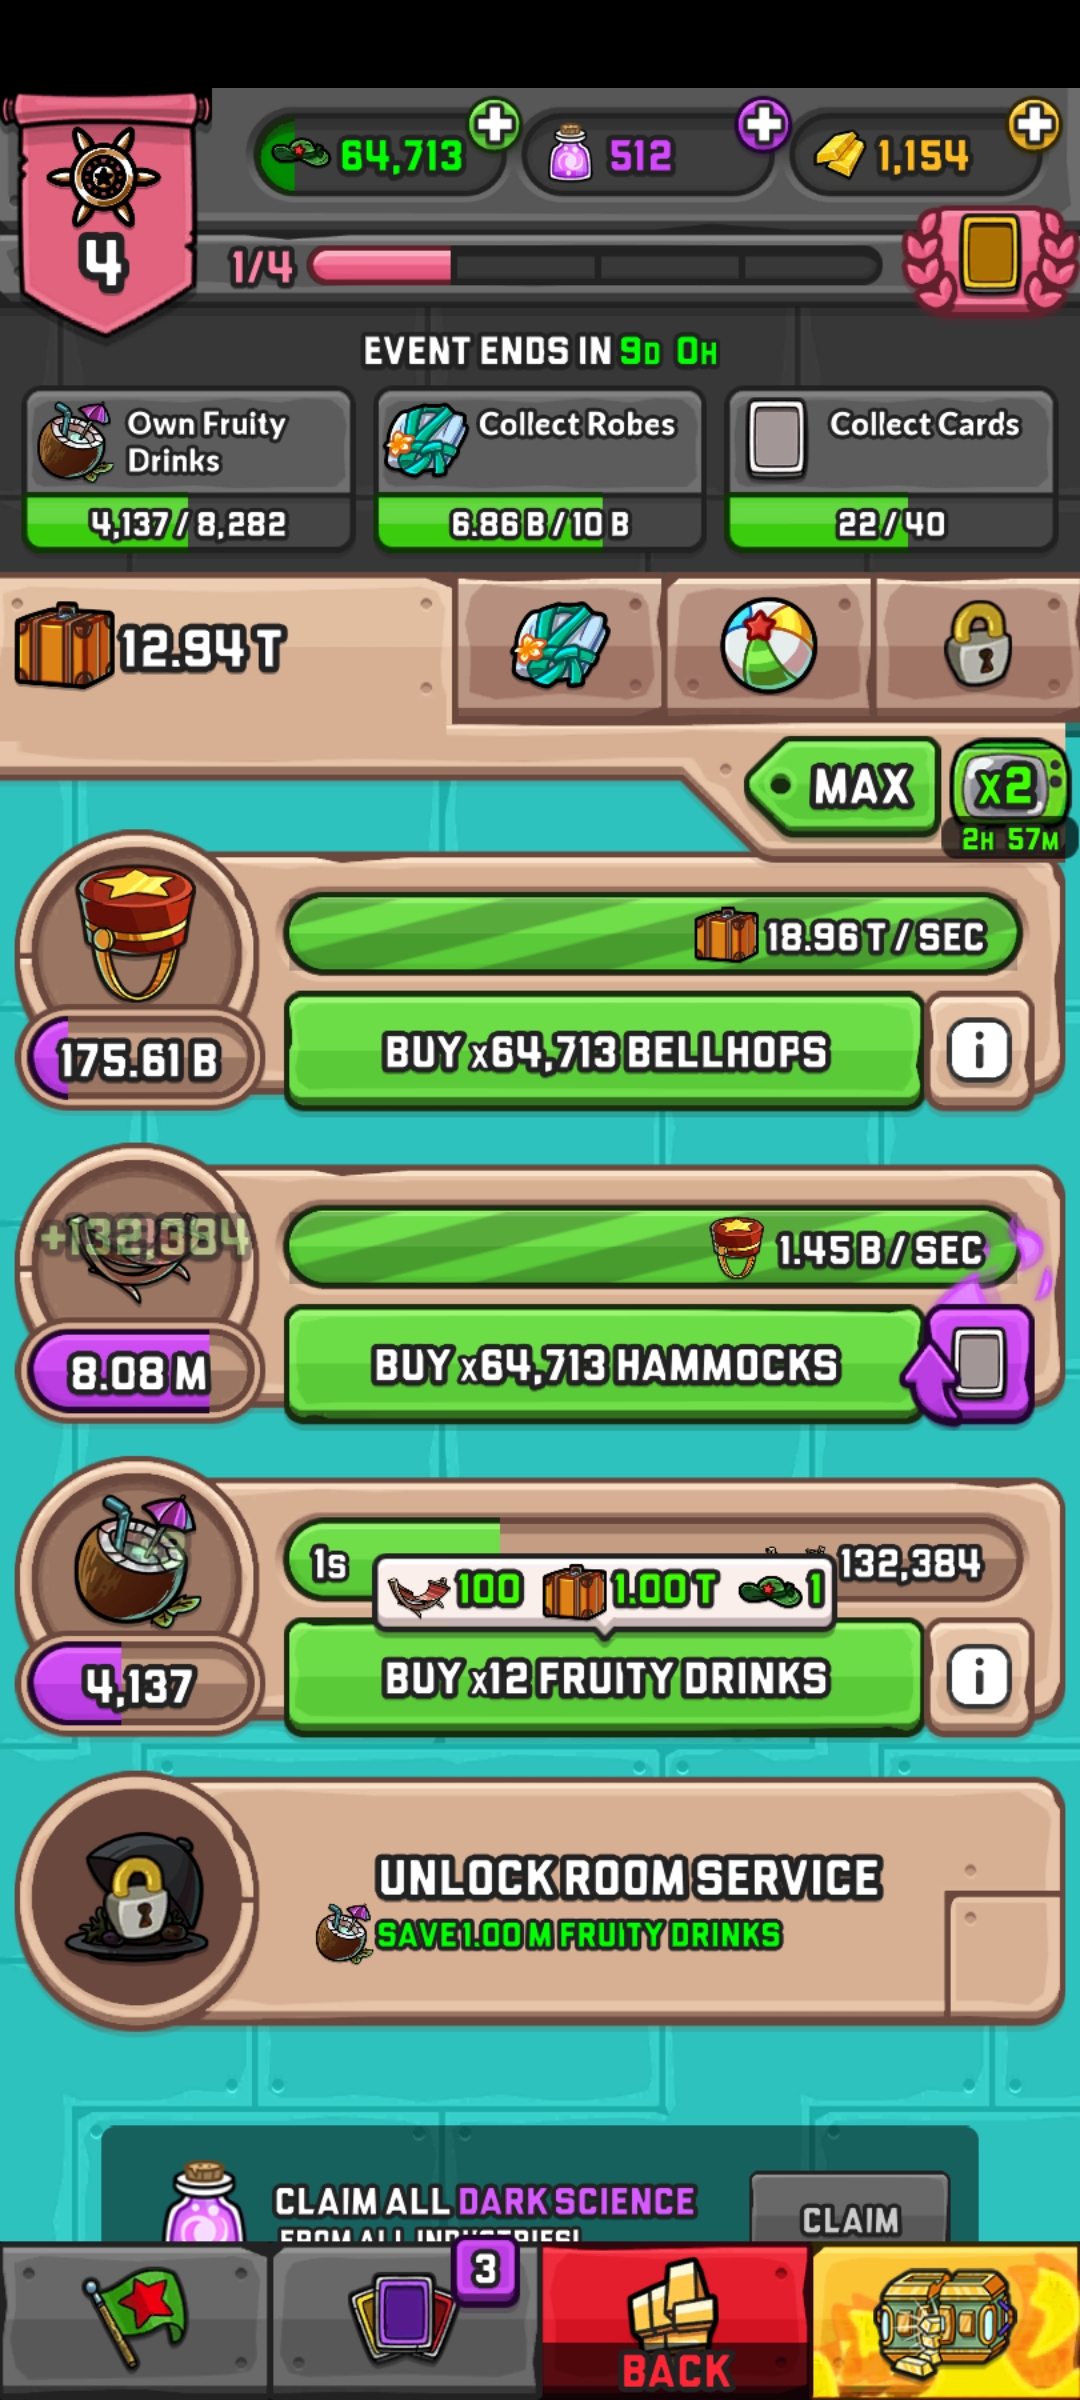 64,713
512
1,154
4
1/4
EVENT ENDS IN 9D 0H
Own Fruity
Drinks
4,137/8,282
Collect Robes
6.86 B/10 B
Collect Cards
22/40
12.94 T
MAX
x2
2H 57M
18.96 T / SEC
175.61 B
BUY x64,713 BELLHOPS
+132,384
1.45 B / SEC
8.08 M
BUY x64,713 HAMMOCKS
1s
132,384
100
1.00 T
1
4,137
BUY x12 FRUITY DRINKS
UNLOCK ROOM SERVICE
SAVE 1.00 M FRUITY DRINKS
CLAIM ALL DARK SCIENCE
FROM ALL INDUSTRIES!
CLAIM
3
BACK